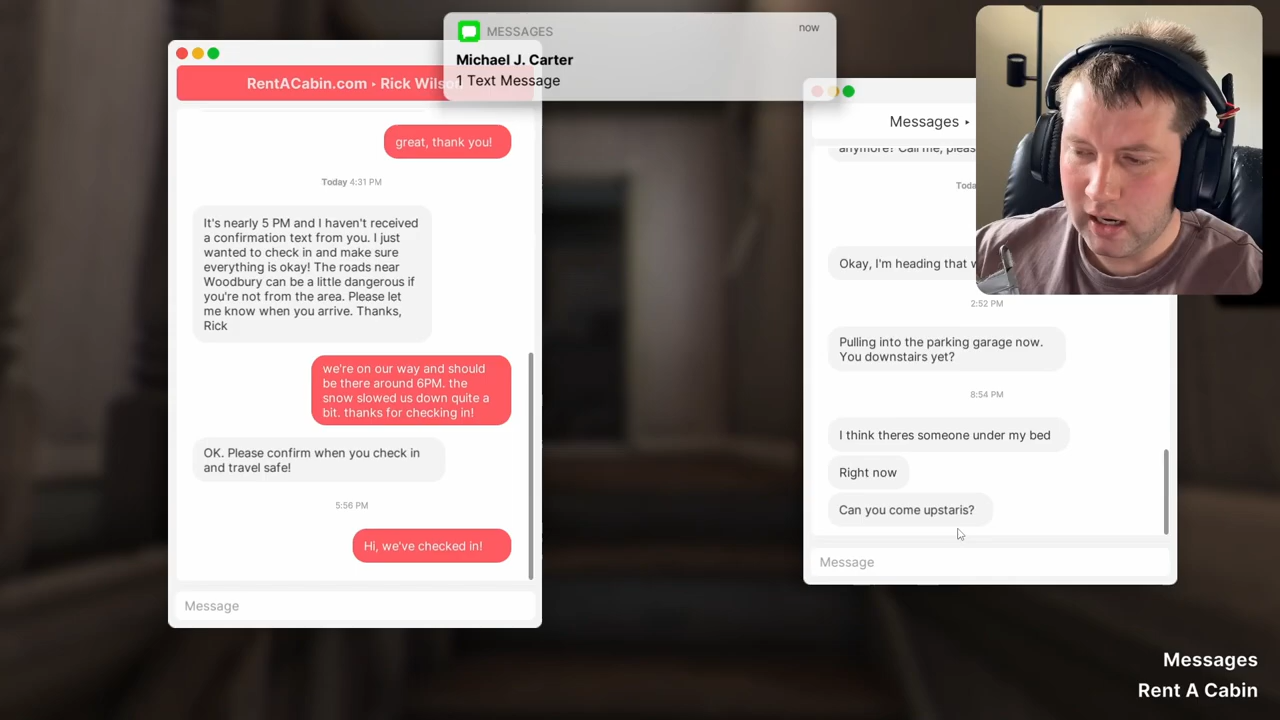 MESSAGES
now
Michael J. Carter
1 Text Message
RentACabin.com ‣ Rick Wilson
great, thank you!
Today 4:31 PM
It's nearly 5 PM and I haven't received
a confirmation text from you. I just
wanted to check in and make sure
everything is okay! The roads near
Woodbury can be a little dangerous if
you're not from the area. Please let
me know when you arrive. Thanks,
Rick
we're on our way and should
be there around 6PM. the
snow slowed us down quite a
bit. thanks for checking in!
OK. Please confirm when you check in
and travel safe!
5:56 PM
Hi, we've checked in!
Message
Messages ‣
anymore? Call me,
Okay, I'm heading that
2:52 PM
Pulling into the parking garage now.
You downstairs yet?
8:54 PM
I think theres someone under my bed
Right now
Can you come upstaris?
Message
Messages
Rent A Cabin